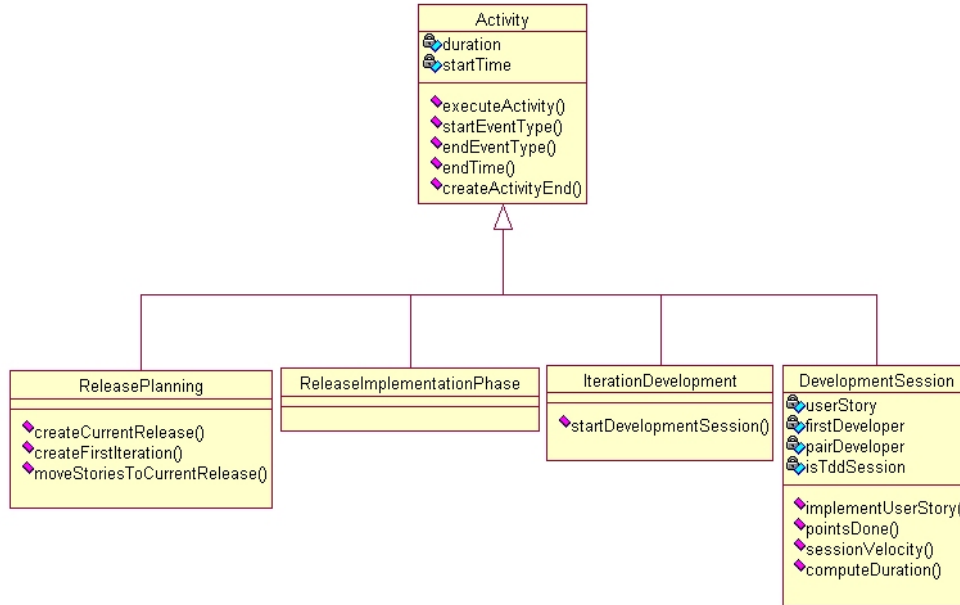 Activity
duration
startTime
executeActivity()
startEventType()
endEventType()
endTime()
createActivityEnd()
ReleasePlanning
createCurrentRelease()
createFirstIteration()
moveStoriesToCurrentRelease()
ReleaseImplementationPhase
IterationDevelopment
startDevelopmentSession()
DevelopmentSession
userStory
firstDeveloper
pairDeveloper
isTddSession
implementUserStory(
pointsDone()
sessionVelocity()
computeDuration()